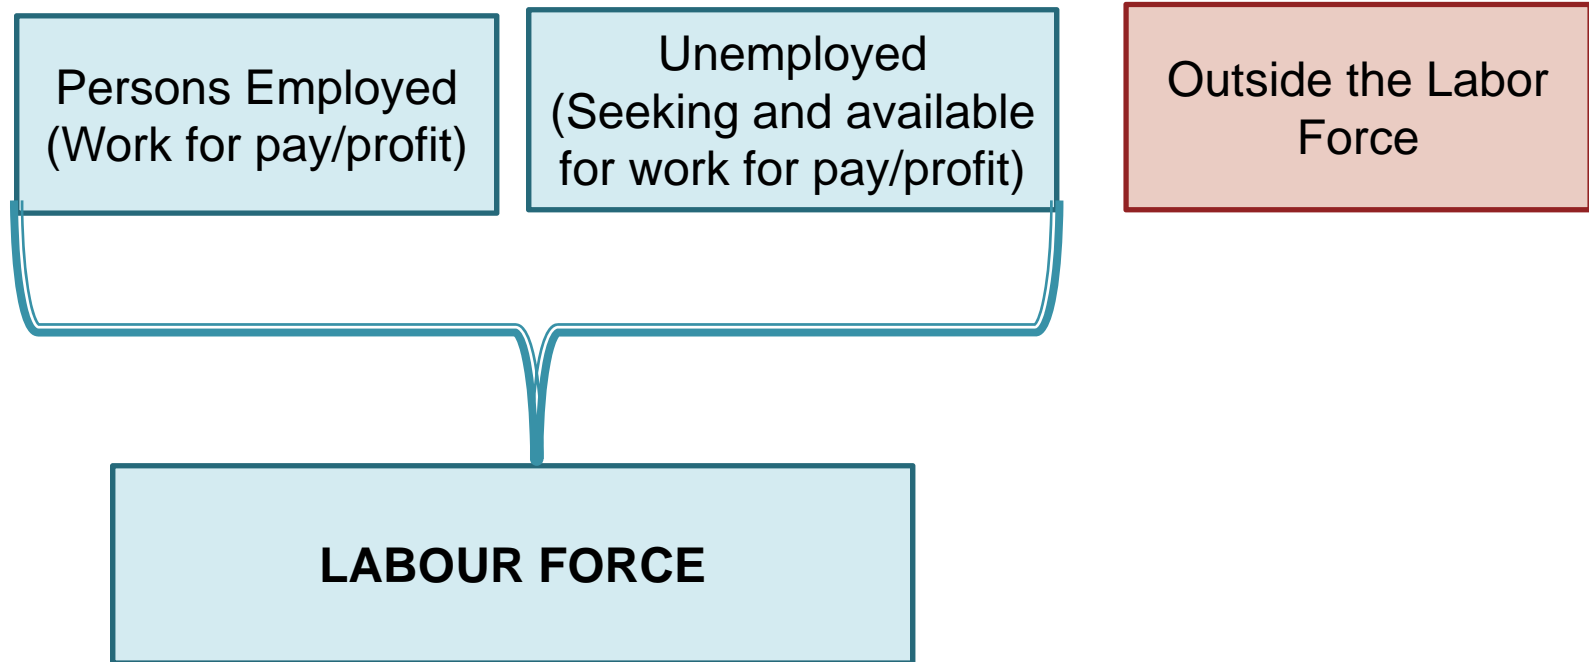 Persons Employed
(Work for pay/profit)
Unemployed
(Seeking and available
for work for pay/profit)
Outside the Labor
Force
LABOUR FORCE